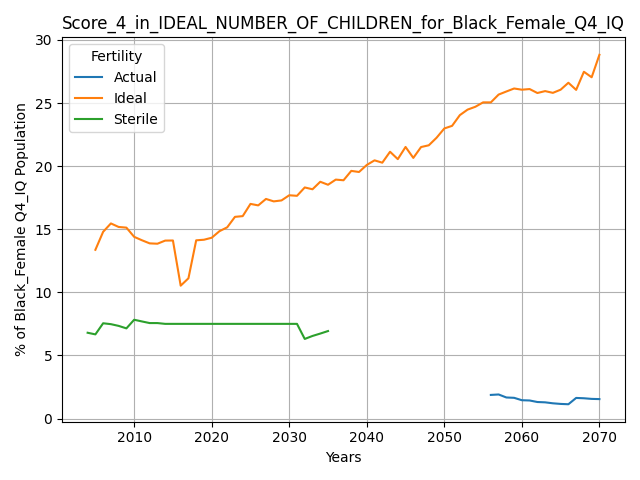 Score_4_in_IDEAL_NUMBER_OF_CHILDREN_for_Black_Female_Q4_IQ
Fertility
Actual
Ideal
Sterile
% of Black_Female Q4_IQ Population
30
25
20
15
10
5
0
2010 2020 2030 2040 2050 2060 2070
Years